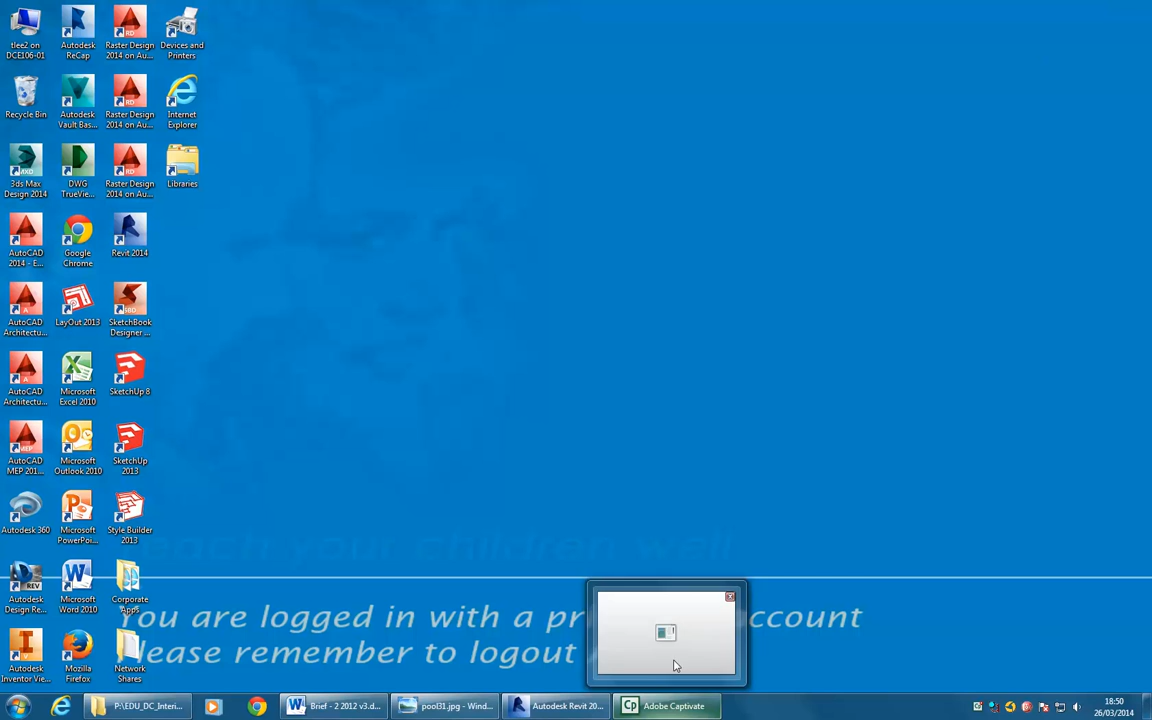 tlee2 on
DCE106-01
Autodesk
ReCap
Raster Design
2014 on Au...
Devices and
Printers
Recycle Bin
Autodesk
Vault Bas...
Raster Design
2014 on Au...
Internet
Explorer
3ds Max
Design 2014
DWG
TrueVie...
Raster Design
2014 on Au...
Libraries
AutoCAD
2014 - E...
Google
Chrome
Revit 2014
AutoCAD
Architectu...
LayOut 2013
SketchBook
Designer ...
AutoCAD
Architectu...
Microsoft
Excel 2010
SketchUp 8
AutoCAD
MEP 201...
Microsoft
Outlook 2010
SketchUp
2013
Autodesk 360
Microsoft
PowerPoi...
Style Builder
2013
each your children well
Autodesk
Design Re...
Microsoft
Word 2010
Corporate
Apps
You are logged in with a pr ccount
lease remember to logout
Autodesk
Inventor Vie...
Mozilla
Firefox
Network
Shares
P:\EDU_DC_Interi...
Brief - 2 2012 v3.d...
pool31.jpg - Wind...
Autodesk Revit 20...
Adobe Captivate
18:50
26/03/2014